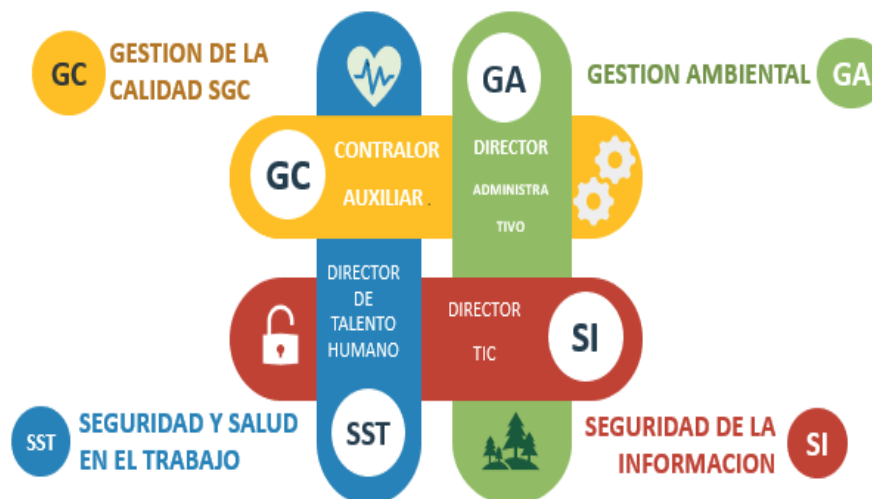 GC
GESTION DE LA
CALIDAD SGC
GA
GESTION AMBIENTAL
GA
GC
CONTRALOR
AUXILIAR .
DIRECTOR
ADMINISTRA
TIVO
DIRECTOR
DE
TALENTO
HUMANO
DIRECTOR
TIC
SI
SST
SEGURIDAD Y SALUD
EN EL TRABAJO
SST
SEGURIDAD DE LA
INFORMACION
SI